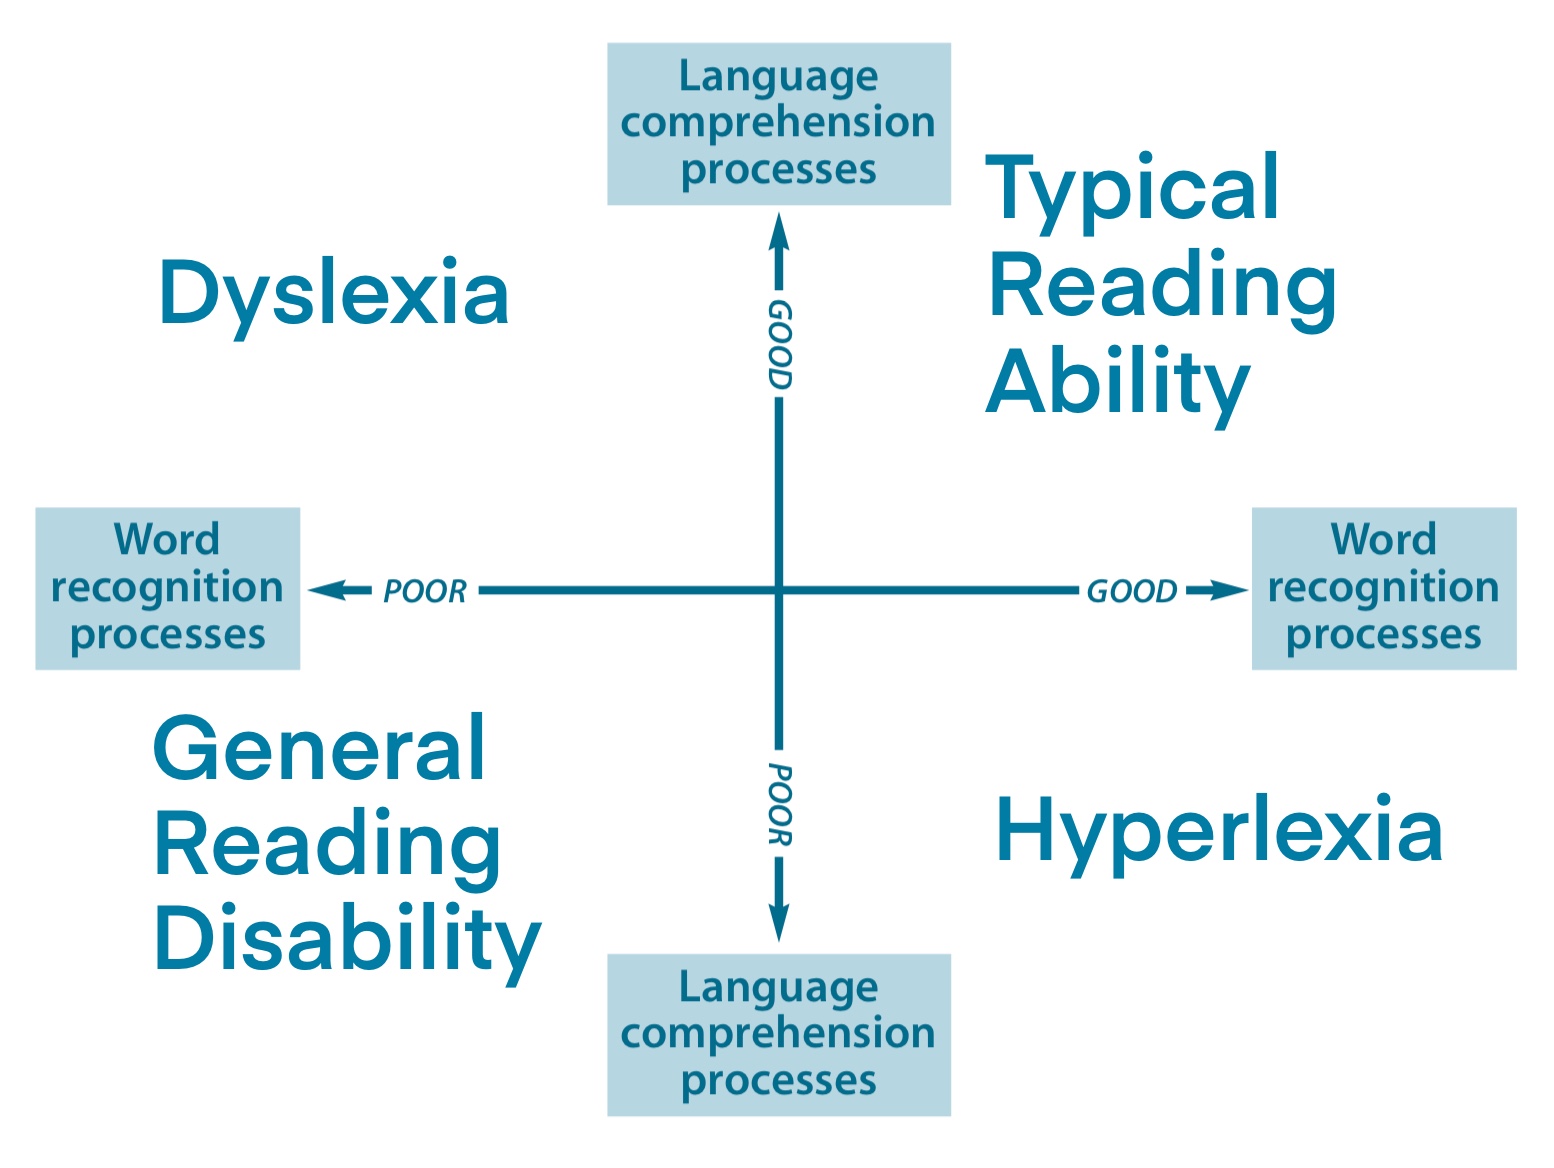 Language
comprehension
processes
Typical
Reading
Ability
Dyslexia
GOOD
Word
recognition
processes
POOR
GOOD
Word
recognition
processes
General
Reading
Disability
POOR
Hyperlexia
Language
comprehension
processes